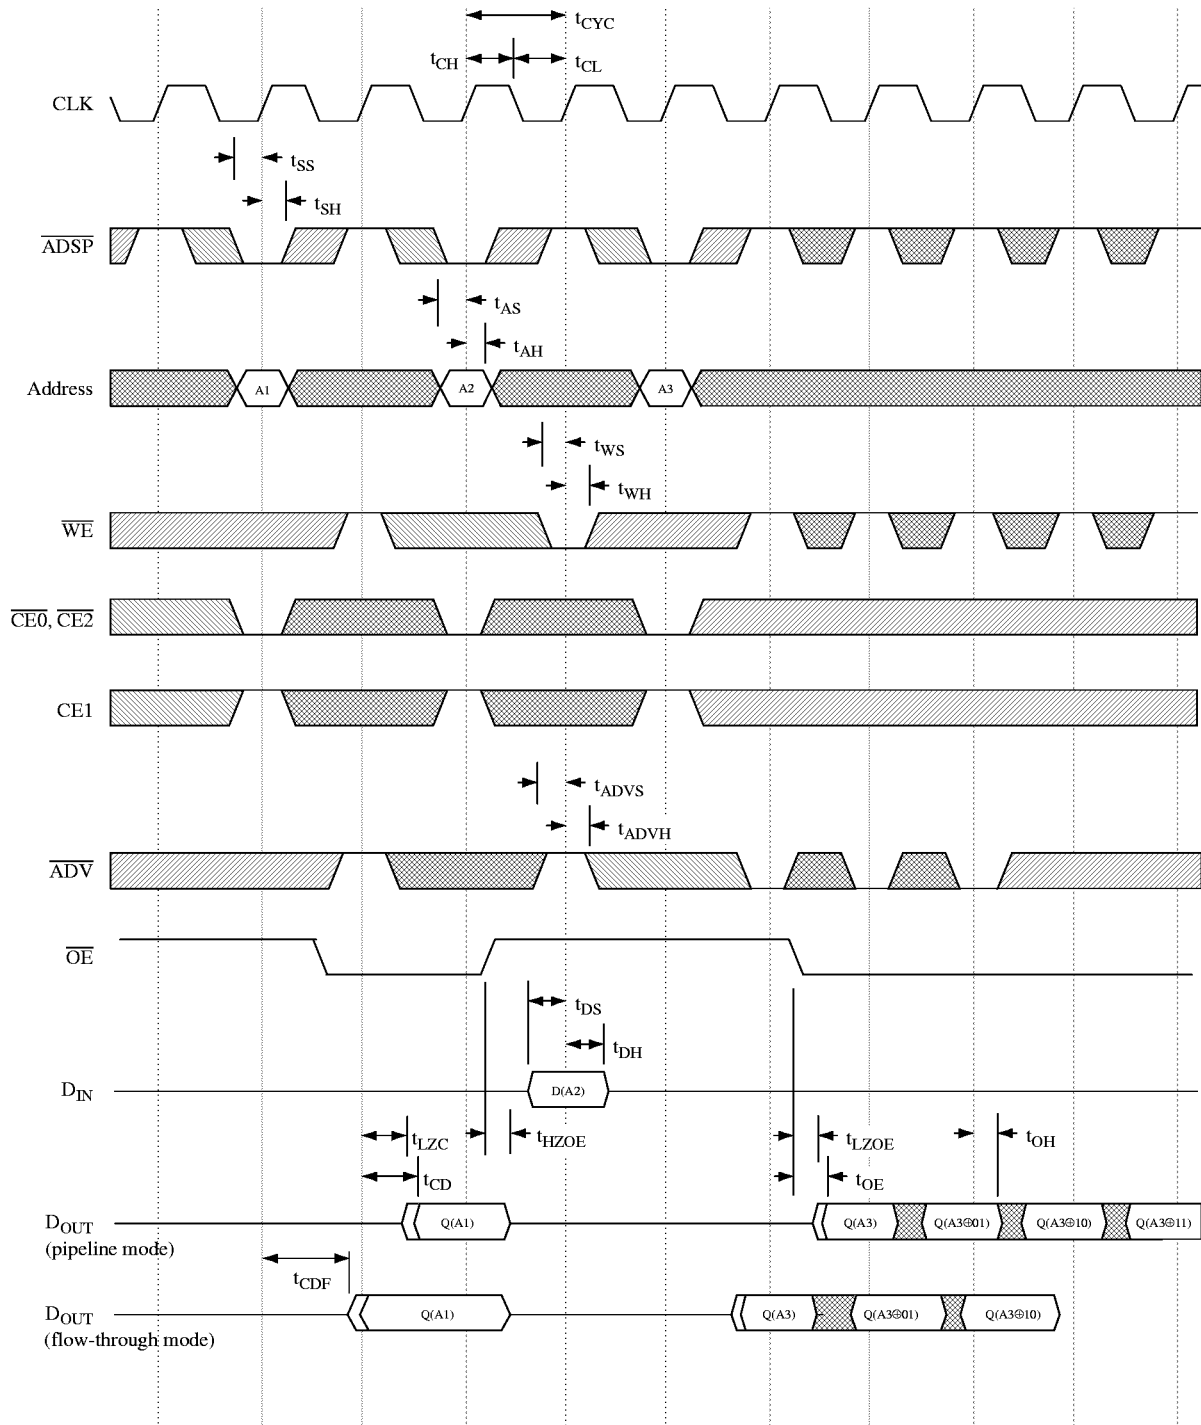 tCYC
tCH
tCL
CLK
tSS
tSH
ADSP
tAS
tAH
Address
A1
A2
A3
tWS
tWH
WE
CE0, CE2
CE1
tADVS
tADVH
ADV
OE
tDS
tDH
DIN
D(A2)
tLZC
tHZOE
tLZOE
tOH
tCD
tOE
DOUT
(pipeline mode)
Q(A1)
Q(A3)
Q(A3⊕01)
Q(A3⊕10)
Q(A3⊕11)
tCDF
DOUT
(flow-through mode)
Q(A1)
Q(A3)
Q(A3⊕01)
Q(A3⊕10)